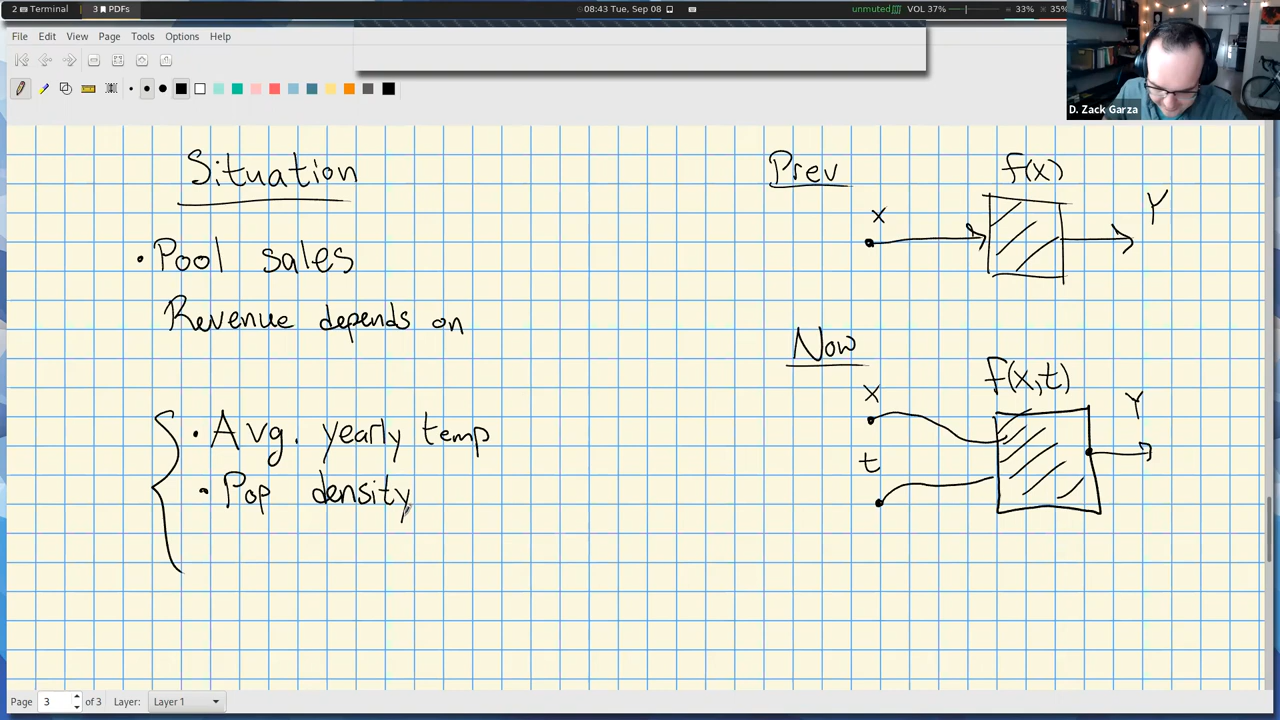 2 Terminal 3 PDFs 08:43 Tue, Sep 08 unmuted VOL 37% 33% 35%
File Edit View Page Tools Options Help
D. Zack Garza
Situation
• Pool sales
Revenue depends on
• Avg. yearly temp
• Pop density
Prev
f(x)
x Y
Now
f(x,t)
x Y
t
Page 3 of 3 Layer: Layer 1